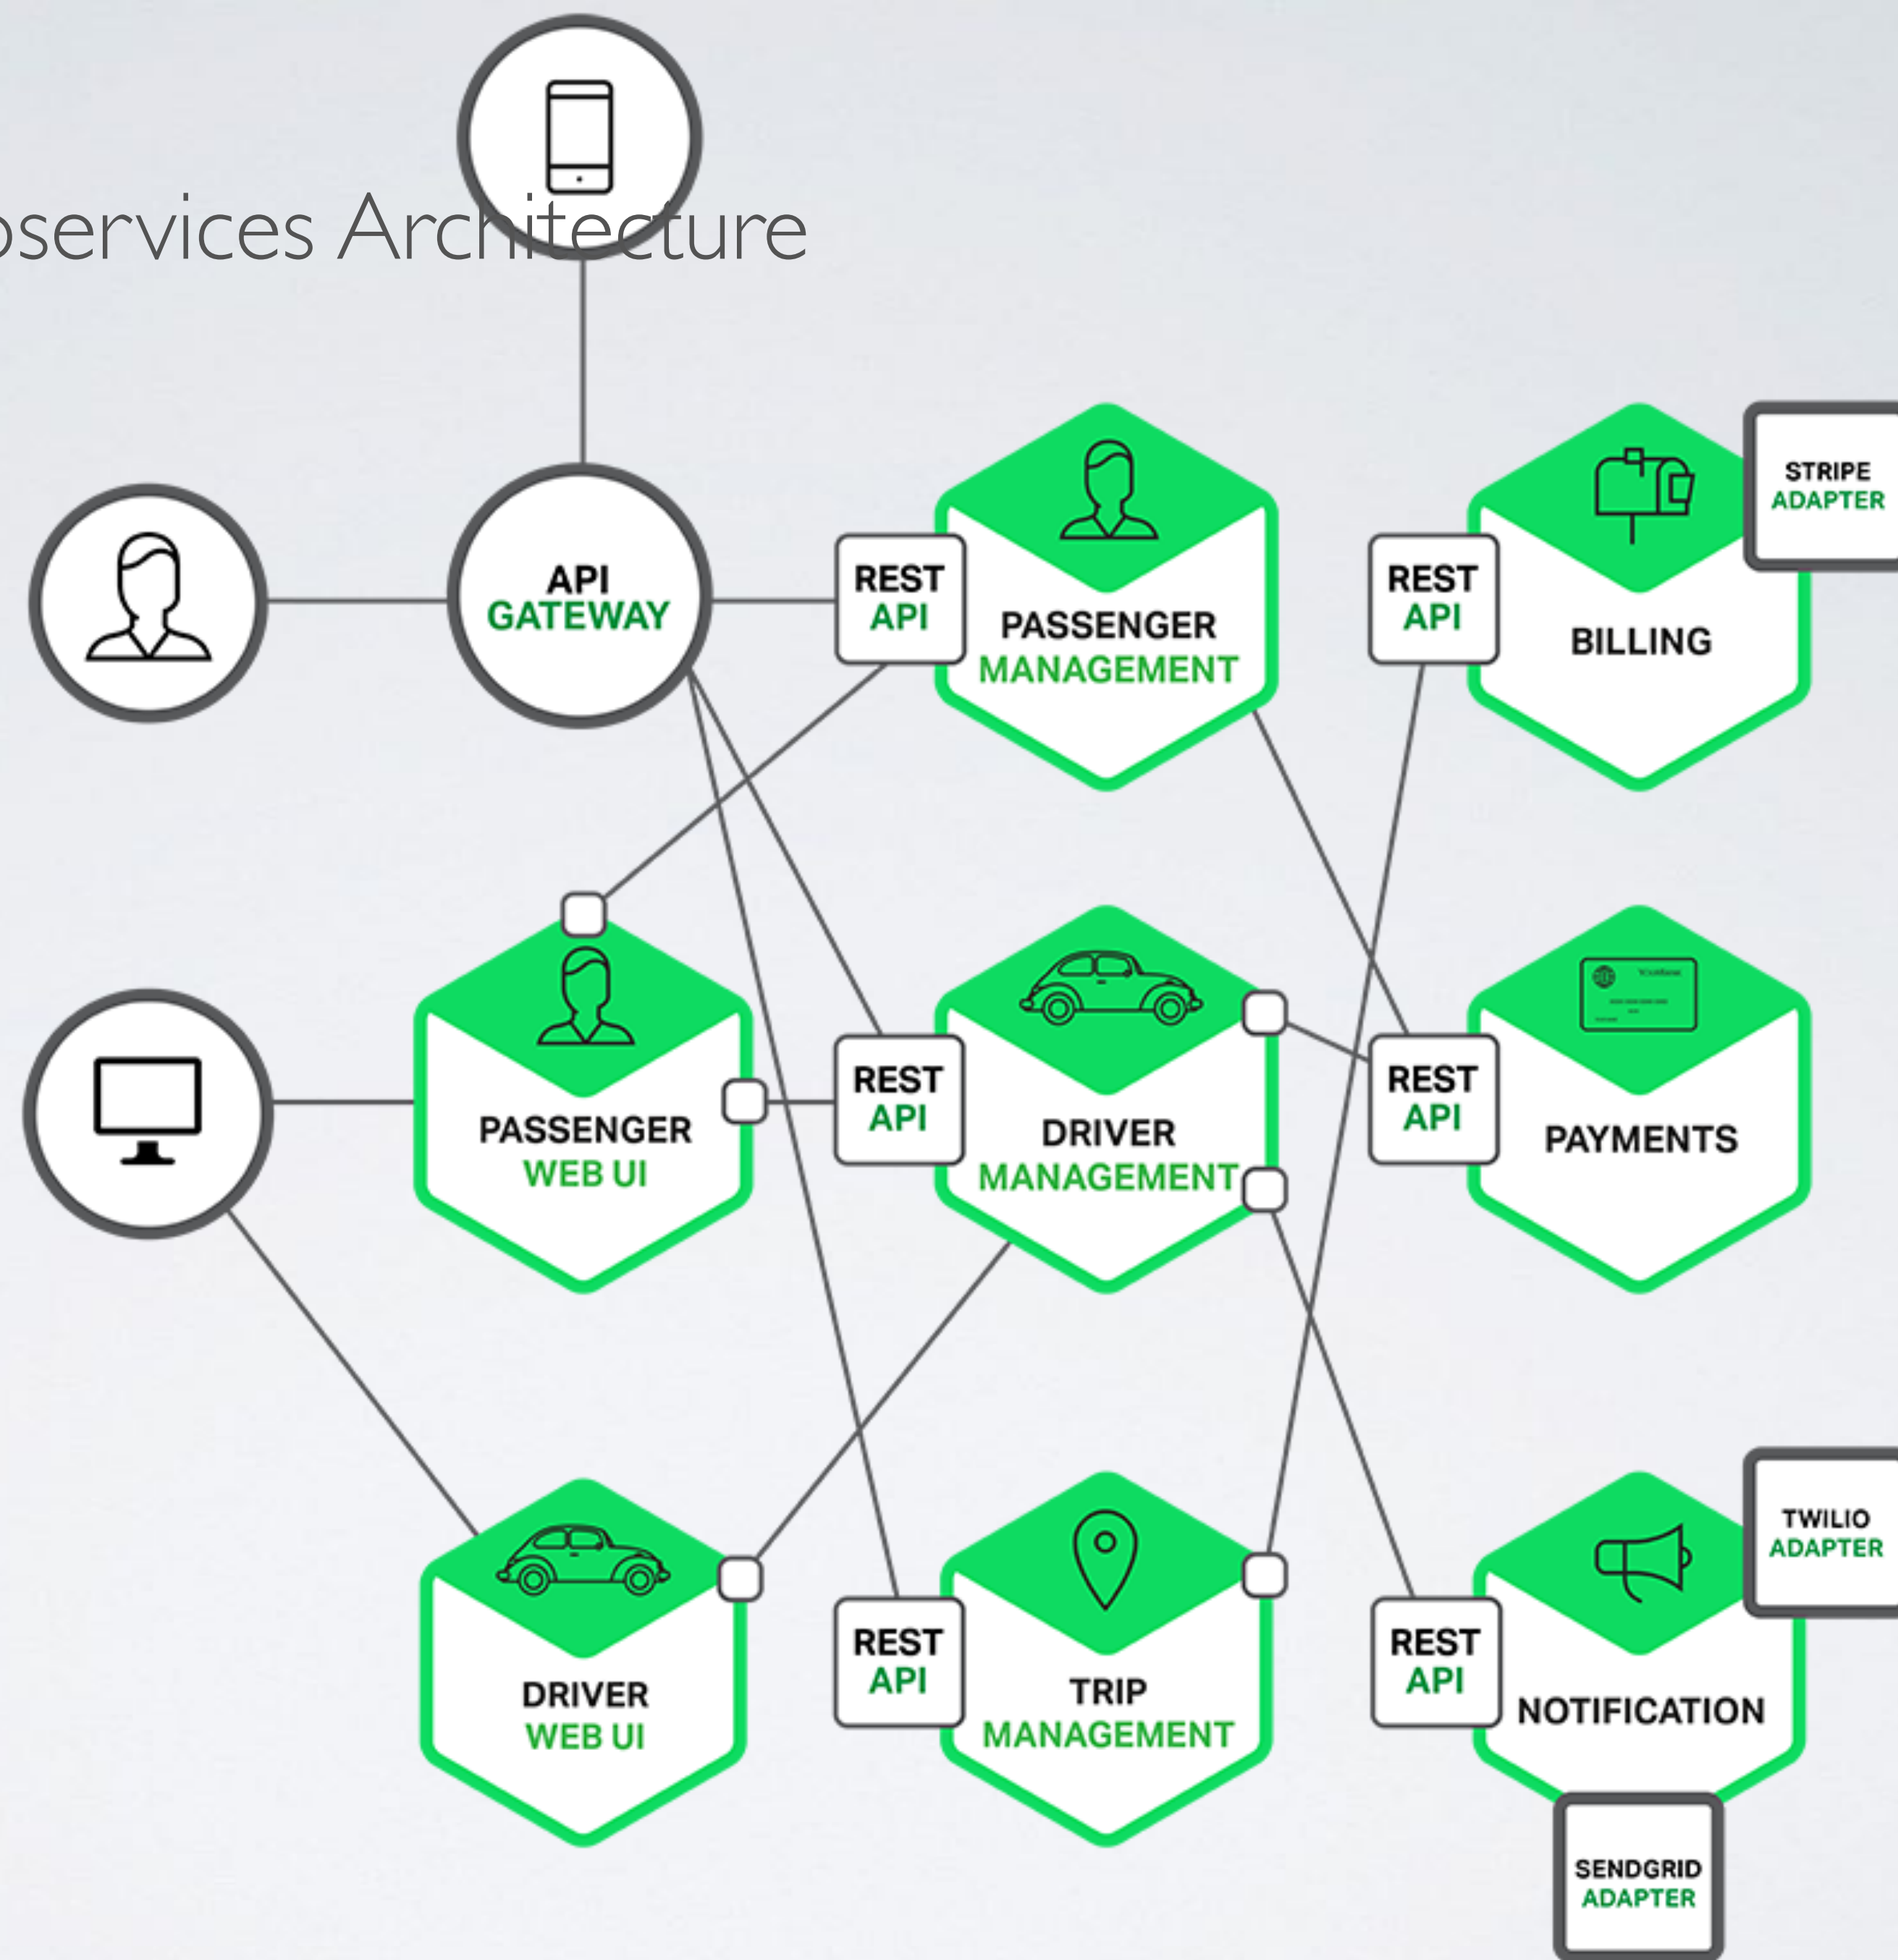 oservices Architecture
API
GATEWAY
REST
API
PASSENGER
MANAGEMENT
REST
API
BILLING
STRIPE
ADAPTER
PASSENGER
WEB UI
REST
API
DRIVER
MANAGEMENT
REST
API
PAYMENTS
DRIVER
WEB UI
REST
API
TRIP
MANAGEMENT
REST
API
NOTIFICATION
TWILIO
ADAPTER
SENDGRID
ADAPTER